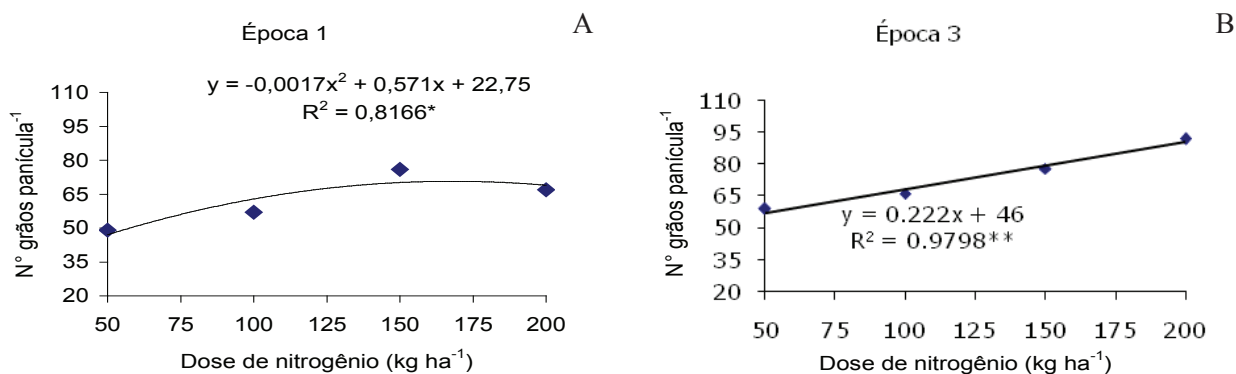 Época 1
A
y = -0,0017x² + 0,571x + 22,75
R² = 0,8166*
N° grãos panícula⁻¹
110
95
80
65
50
35
20
50 75 100 125 150 175 200
Dose de nitrogênio (kg ha⁻¹)
Época 3
B
y = 0.222x + 46
R² = 0.9798**
N° grãos panícula⁻¹
110
95
80
65
50
35
20
50 75 100 125 150 175 200
Dose de nitrogênio (kg ha⁻¹)